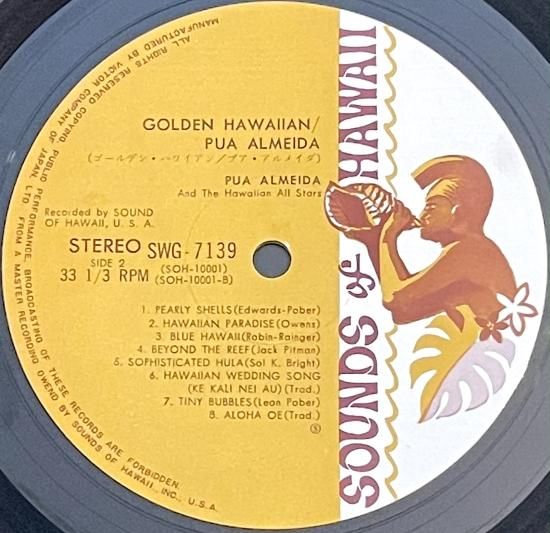 GOLDEN HAWAIIAN/
PUA ALMEIDA
(ゴールデン・ハワイアン/プア・アルメイダ)
PUA ALMEIDA
And The Hawaiian All Stars
Recorded by SOUND
OF HAWAII, U. S. A.
STEREO SWG-7139
SIDE 2 (SOH-10001)
33 1/3 RPM (SOH-10001-B)
1. PEARLY SHELLS (Edwards-Pober)
2. HAWAIIAN PARADISE (Owens)
3. BLUE HAWAII (Robin-Rainger)
4. BEYOND THE REEF (Jack Pitman)
5. SOPHISTICATED HULA (Sol K. Bright)
6. HAWAIIAN WEDDING SONG
(KE KALI NEI AU) (Trad.)
7. TINY BUBBLES (Leon Pober)
8. ALOHA OE (Trad.)
Ⓢ
SOUNDS of HAWAII
MANUFACTURED BY VICTOR COMPANY OF JAPAN, LTD. FROM A MASTER RECORDING OWEND BY SOUNDS OF HAWAII, INC., U.S.A.
ALL RIGHTS RESERVED COPYING, PUBLIC PERFORMANCE, BROADCASTING OF THESE RECORDS ARE FORBIDDEN.